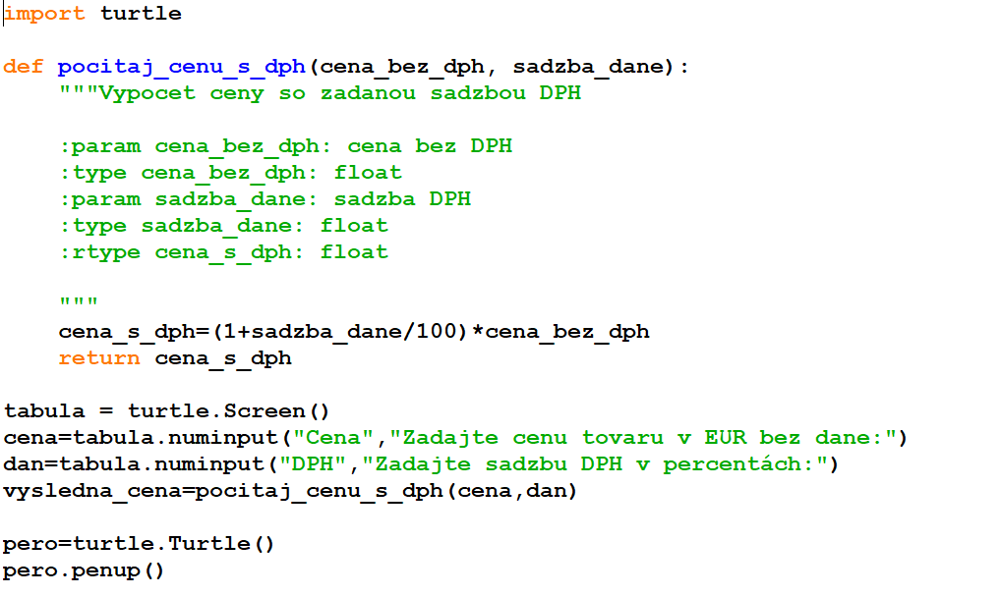 import turtle

def pocitaj_cenu_s_dph(cena_bez_dph, sadzba_dane):
    """Vypocet ceny so zadanou sadzbou DPH

    :param cena_bez_dph: cena bez DPH
    :type cena_bez_dph: float
    :param sadzba_dane: sadzba DPH
    :type sadzba_dane: float
    :rtype cena_s_dph: float

    """
    cena_s_dph=(1+sadzba_dane/100)*cena_bez_dph
    return cena_s_dph

tabula = turtle.Screen()
cena=tabula.numinput("Cena","Zadajte cenu tovaru v EUR bez dane:")
dan=tabula.numinput("DPH","Zadajte sadzbu DPH v percentách:")
vysledna_cena=pocitaj_cenu_s_dph(cena,dan)

pero=turtle.Turtle()
pero.penup()